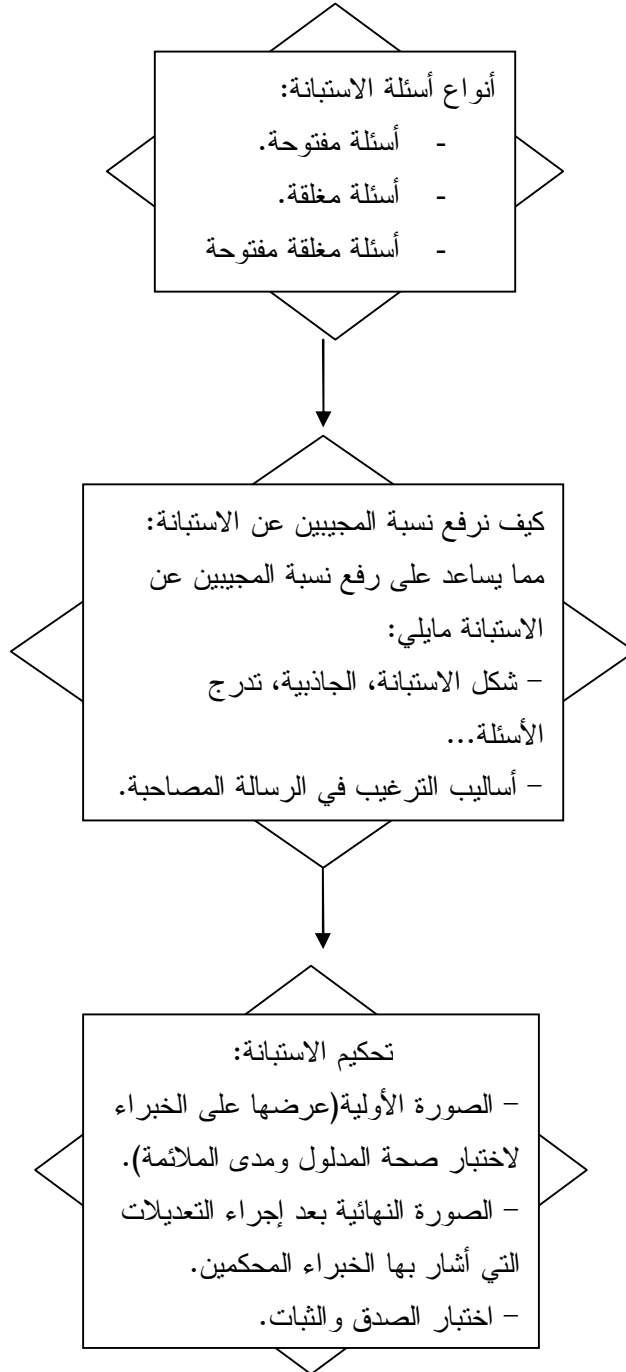 أنواع أسئلة الاستبانة:
- أسئلة مفتوحة.
- أسئلة مغلقة.
- أسئلة مغلقة مفتوحة
كيف نرفع نسبة المجيبين عن الاستبانة:
مما يساعد على رفع نسبة المجيبين عن
الاستبانة مايلي:
- شكل الاستبانة، الجاذبية، تدرج
الأسئلة...
- أساليب الترغيب في الرسالة المصاحبة.
تحكيم الاستبانة:
- الصورة الأولية(عرضها على الخبراء
لاختبار صحة المدلول ومدى الملائمة).
- الصورة النهائية بعد إجراء التعديلات
التي أشار بها الخبراء المحكمين.
- اختبار الصدق والثبات.